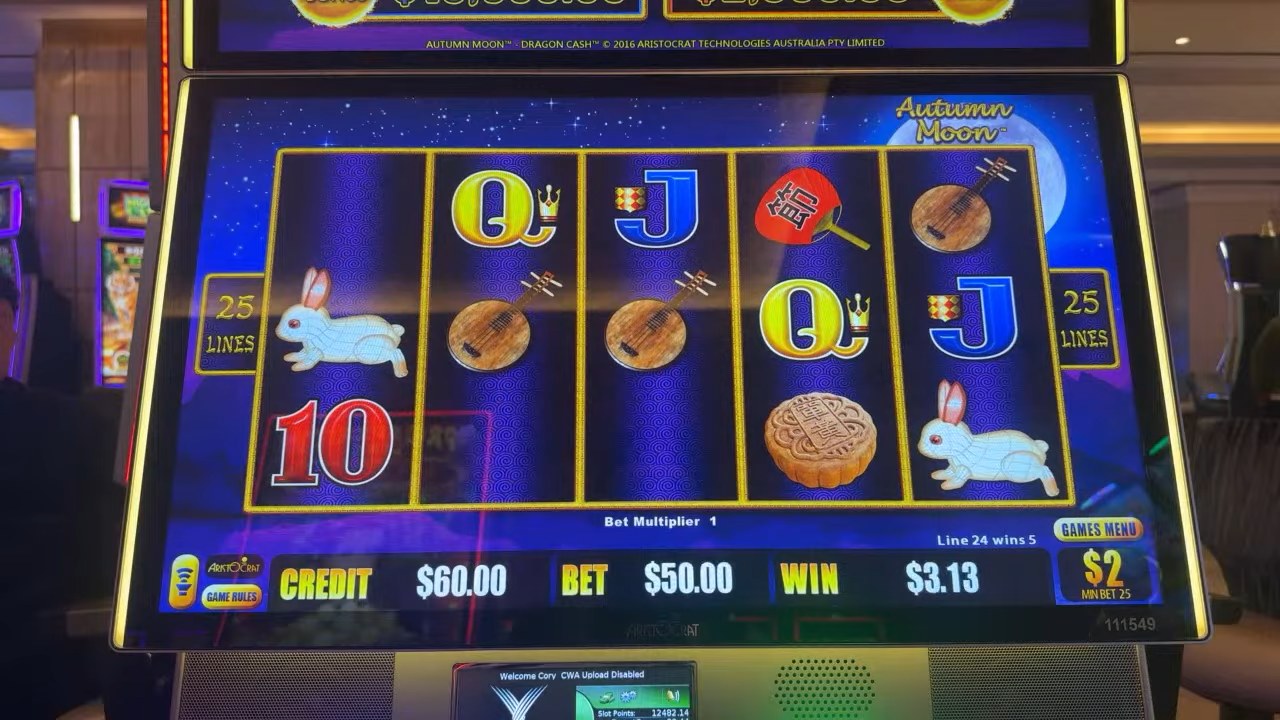 AUTUMN MOON™ - DRAGON CASH™ © 2016 ARISTOCRAT TECHNOLOGIES AUSTRALIA PTY LIMITED
Autumn
Moon™
Q
J
25
LINES
Q
J
25
LINES
10
Bet Multiplier 1
Line 24 wins 5
GAMES MENU
ARISTOCRAT
GAME RULES
CREDIT $60.00 BET $50.00 WIN $3.13
$2
MIN BET 25
ARISTOCRAT
111549
Welcome Cory CWA Upload Disabled
Slot Points: 12482.14